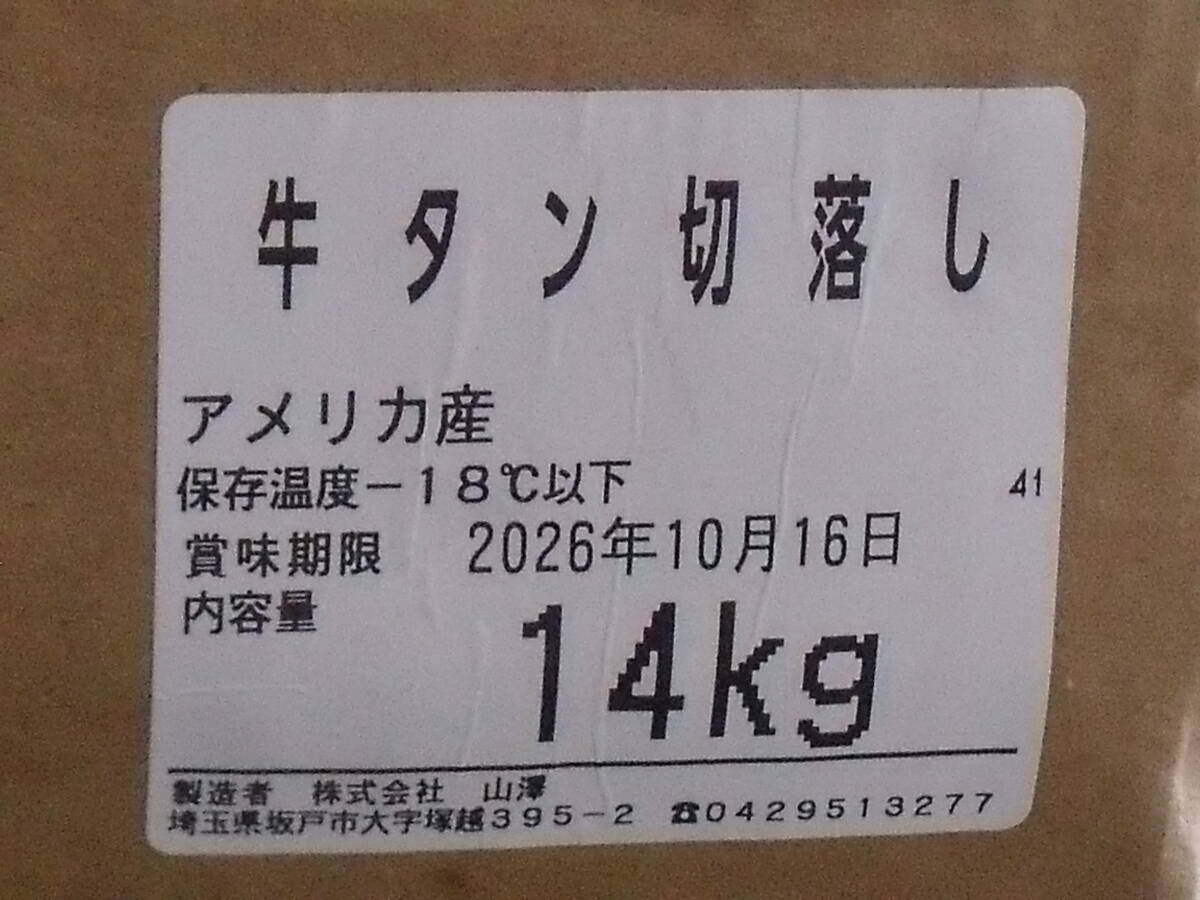 牛タン切落し
アメリカ産
保存温度−18℃以下
41
賞味期限 2026年10月16日
内容量 14kg
製造者 株式会社 山澤
埼玉県坂戸市大字塚越395−2 ☎0429513277